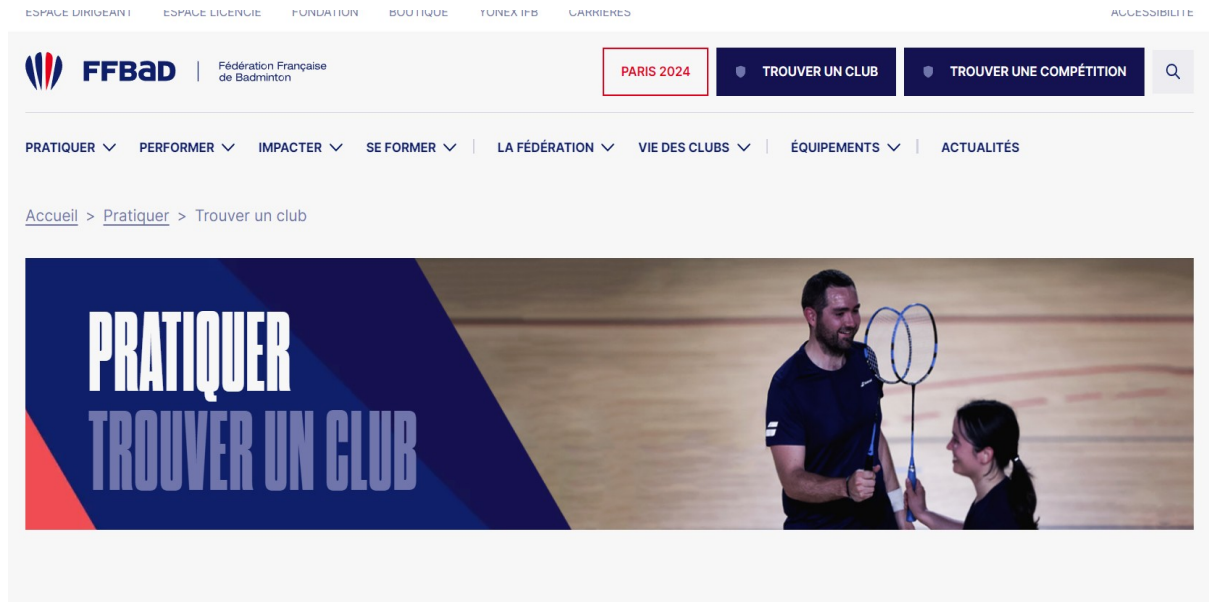 ESPACE DIRIGEANT ESPACE LICENCIÉ FONDATION BOUTIQUE YONEX IFB CARRIÈRES ACCESSIBILITÉ
FFBaD | Fédération Française
de Badminton
PARIS 2024 TROUVER UN CLUB TROUVER UNE COMPÉTITION
PRATIQUER PERFORMER IMPACTER SE FORMER LA FÉDÉRATION VIE DES CLUBS ÉQUIPEMENTS ACTUALITÉS
Accueil > Pratiquer > Trouver un club
PRATIQUER
TROUVER UN CLUB